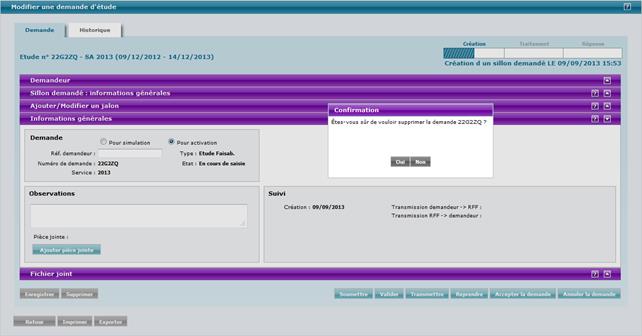 Modifier une demande d'étude
?
Demande Historique
Création Traitement Réponse
Etude n° 22G2ZQ - SA 2013 (09/12/2012 - 14/12/2013)
Création d un sillon demandé LE 09/09/2013 15:53
Demandeur
Sillon demandé : informations générales ?
Ajouter/Modifier un jalon ?
Informations générales ?
Confirmation
Êtes-vous sûr de vouloir supprimer la demande 22G2ZQ ?
Oui Non
Demande
Pour simulation Pour activation
Réf. demandeur : Type : Etude Faisab.
Numéro de demande : 22G2ZQ Etat : En cours de saisie
Service : 2013
Observations
Pièce jointe :
Ajouter pièce jointe
Suivi
Création : 09/09/2013 Transmission demandeur -> RFF :
Transmission RFF -> demandeur :
Fichier joint ?
Enregistrer Supprimer Soumettre Valider Transmettre Reprendre Accepter la demande Annuler la demande
Retour Imprimer Exporter